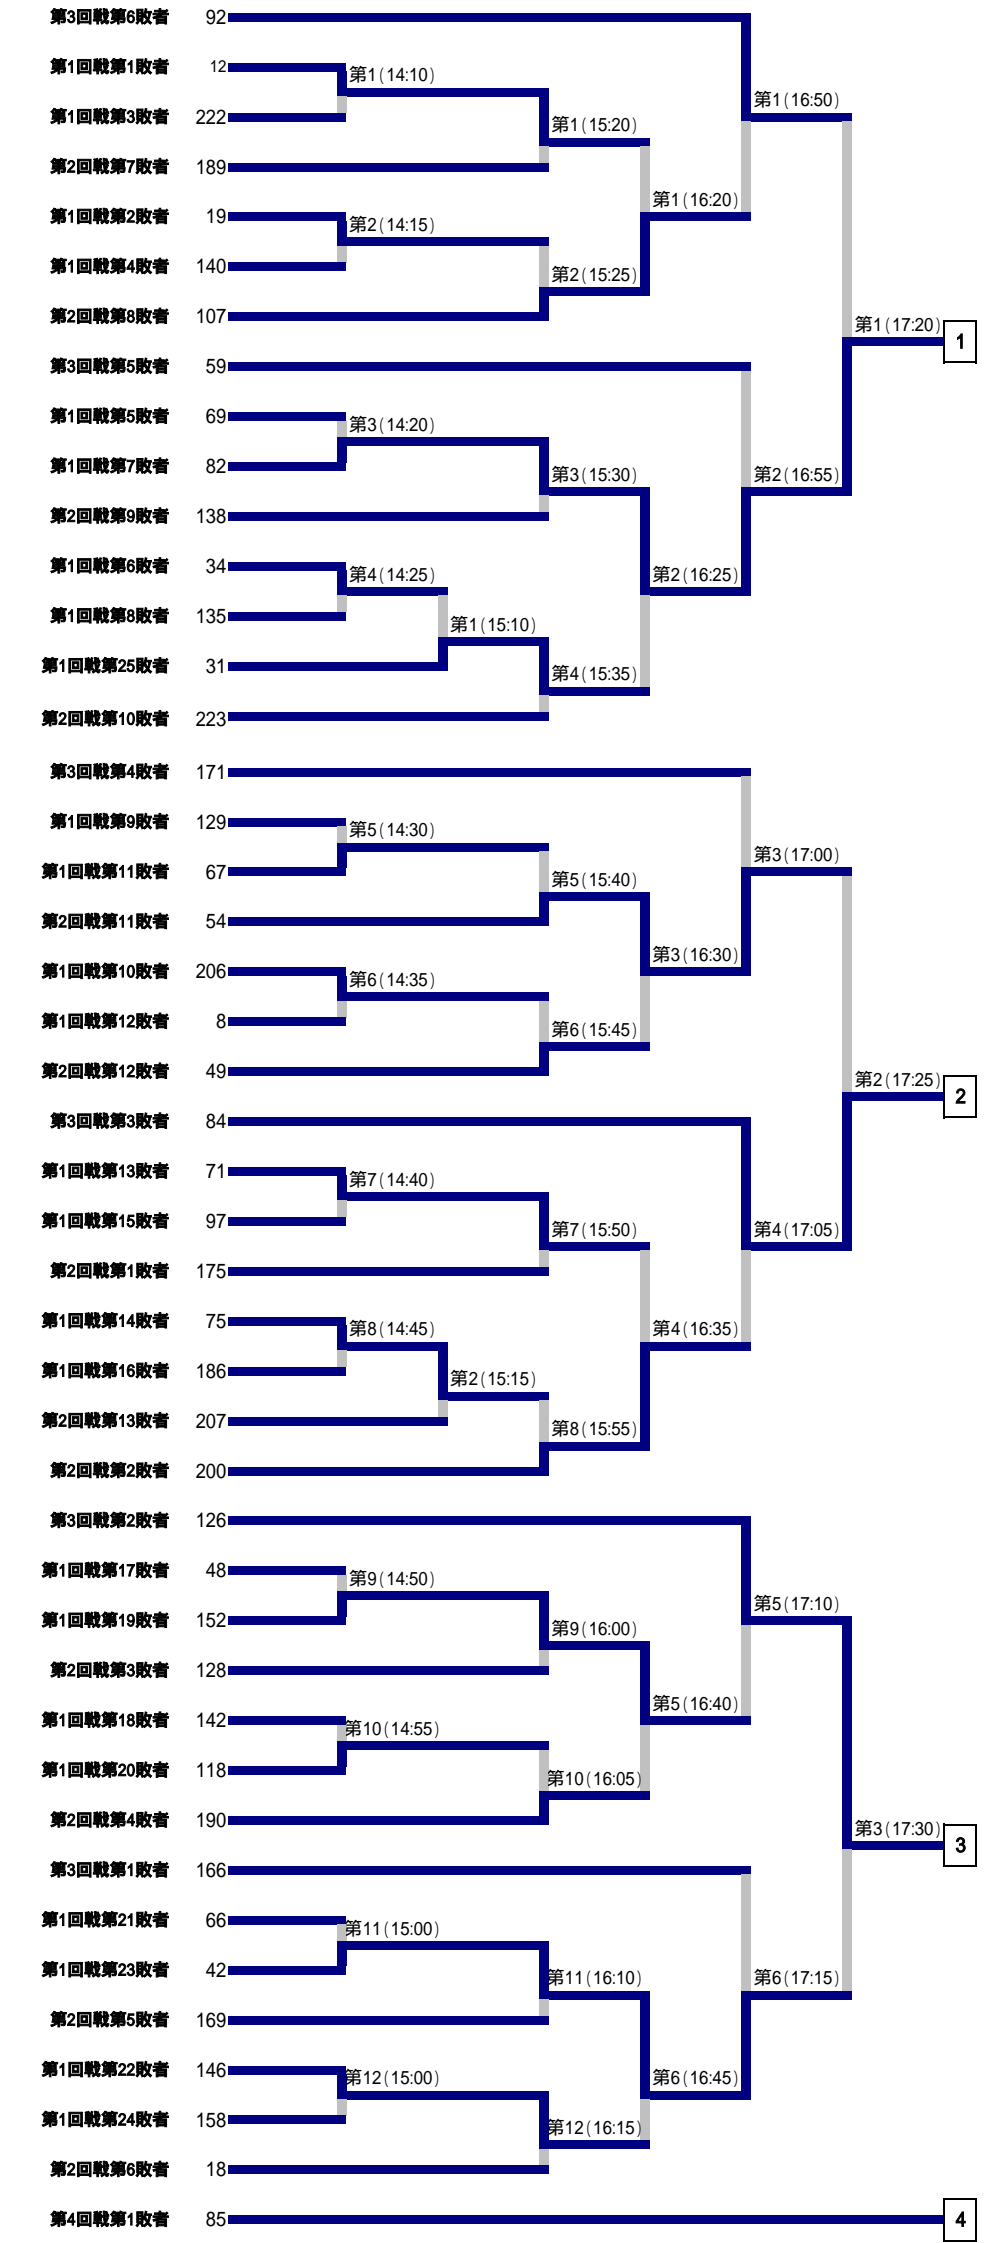 第3回戦第6敗者 92
第1回戦第1敗者 12
第1(14:10)
第1(16:50)
第1回戦第3敗者 222
第1(15:20)
第2回戦第7敗者 189
第1(16:20)
第1回戦第2敗者 19
第2(14:15)
第1回戦第4敗者 140
第2(15:25)
第2回戦第8敗者 107
第1(17:20) 1
第3回戦第5敗者 59
第1回戦第5敗者 69
第3(14:20)
第1回戦第7敗者 82
第3(15:30)
第2(16:55)
第2回戦第9敗者 138
第1回戦第6敗者 34
第4(14:25)
第2(16:25)
第1回戦第8敗者 135
第1(15:10)
第1回戦第25敗者 31
第4(15:35)
第2回戦第10敗者 223
第3回戦第4敗者 171
第1回戦第9敗者 129
第5(14:30)
第3(17:00)
第1回戦第11敗者 67
第5(15:40)
第2回戦第11敗者 54
第3(16:30)
第1回戦第10敗者 206
第6(14:35)
第1回戦第12敗者 8
第6(15:45)
第2回戦第12敗者 49
第2(17:25) 2
第3回戦第3敗者 84
第1回戦第13敗者 71
第7(14:40)
第1回戦第15敗者 97
第7(15:50)
第4(17:05)
第2回戦第1敗者 175
第1回戦第14敗者 75
第8(14:45)
第4(16:35)
第1回戦第16敗者 186
第2(15:15)
第2回戦第13敗者 207
第8(15:55)
第2回戦第2敗者 200
第3回戦第2敗者 126
第1回戦第17敗者 48
第9(14:50)
第5(17:10)
第1回戦第19敗者 152
第9(16:00)
第2回戦第3敗者 128
第5(16:40)
第1回戦第18敗者 142
第10(14:55)
第1回戦第20敗者 118
第10(16:05)
第2回戦第4敗者 190
第3(17:30) 3
第3回戦第1敗者 166
第1回戦第21敗者 66
第11(15:00)
第1回戦第23敗者 42
第11(16:10)
第6(17:15)
第2回戦第5敗者 169
第1回戦第22敗者 146
第12(15:00)
第6(16:45)
第1回戦第24敗者 158
第12(16:15)
第2回戦第6敗者 18
第4回戦第1敗者 85 4